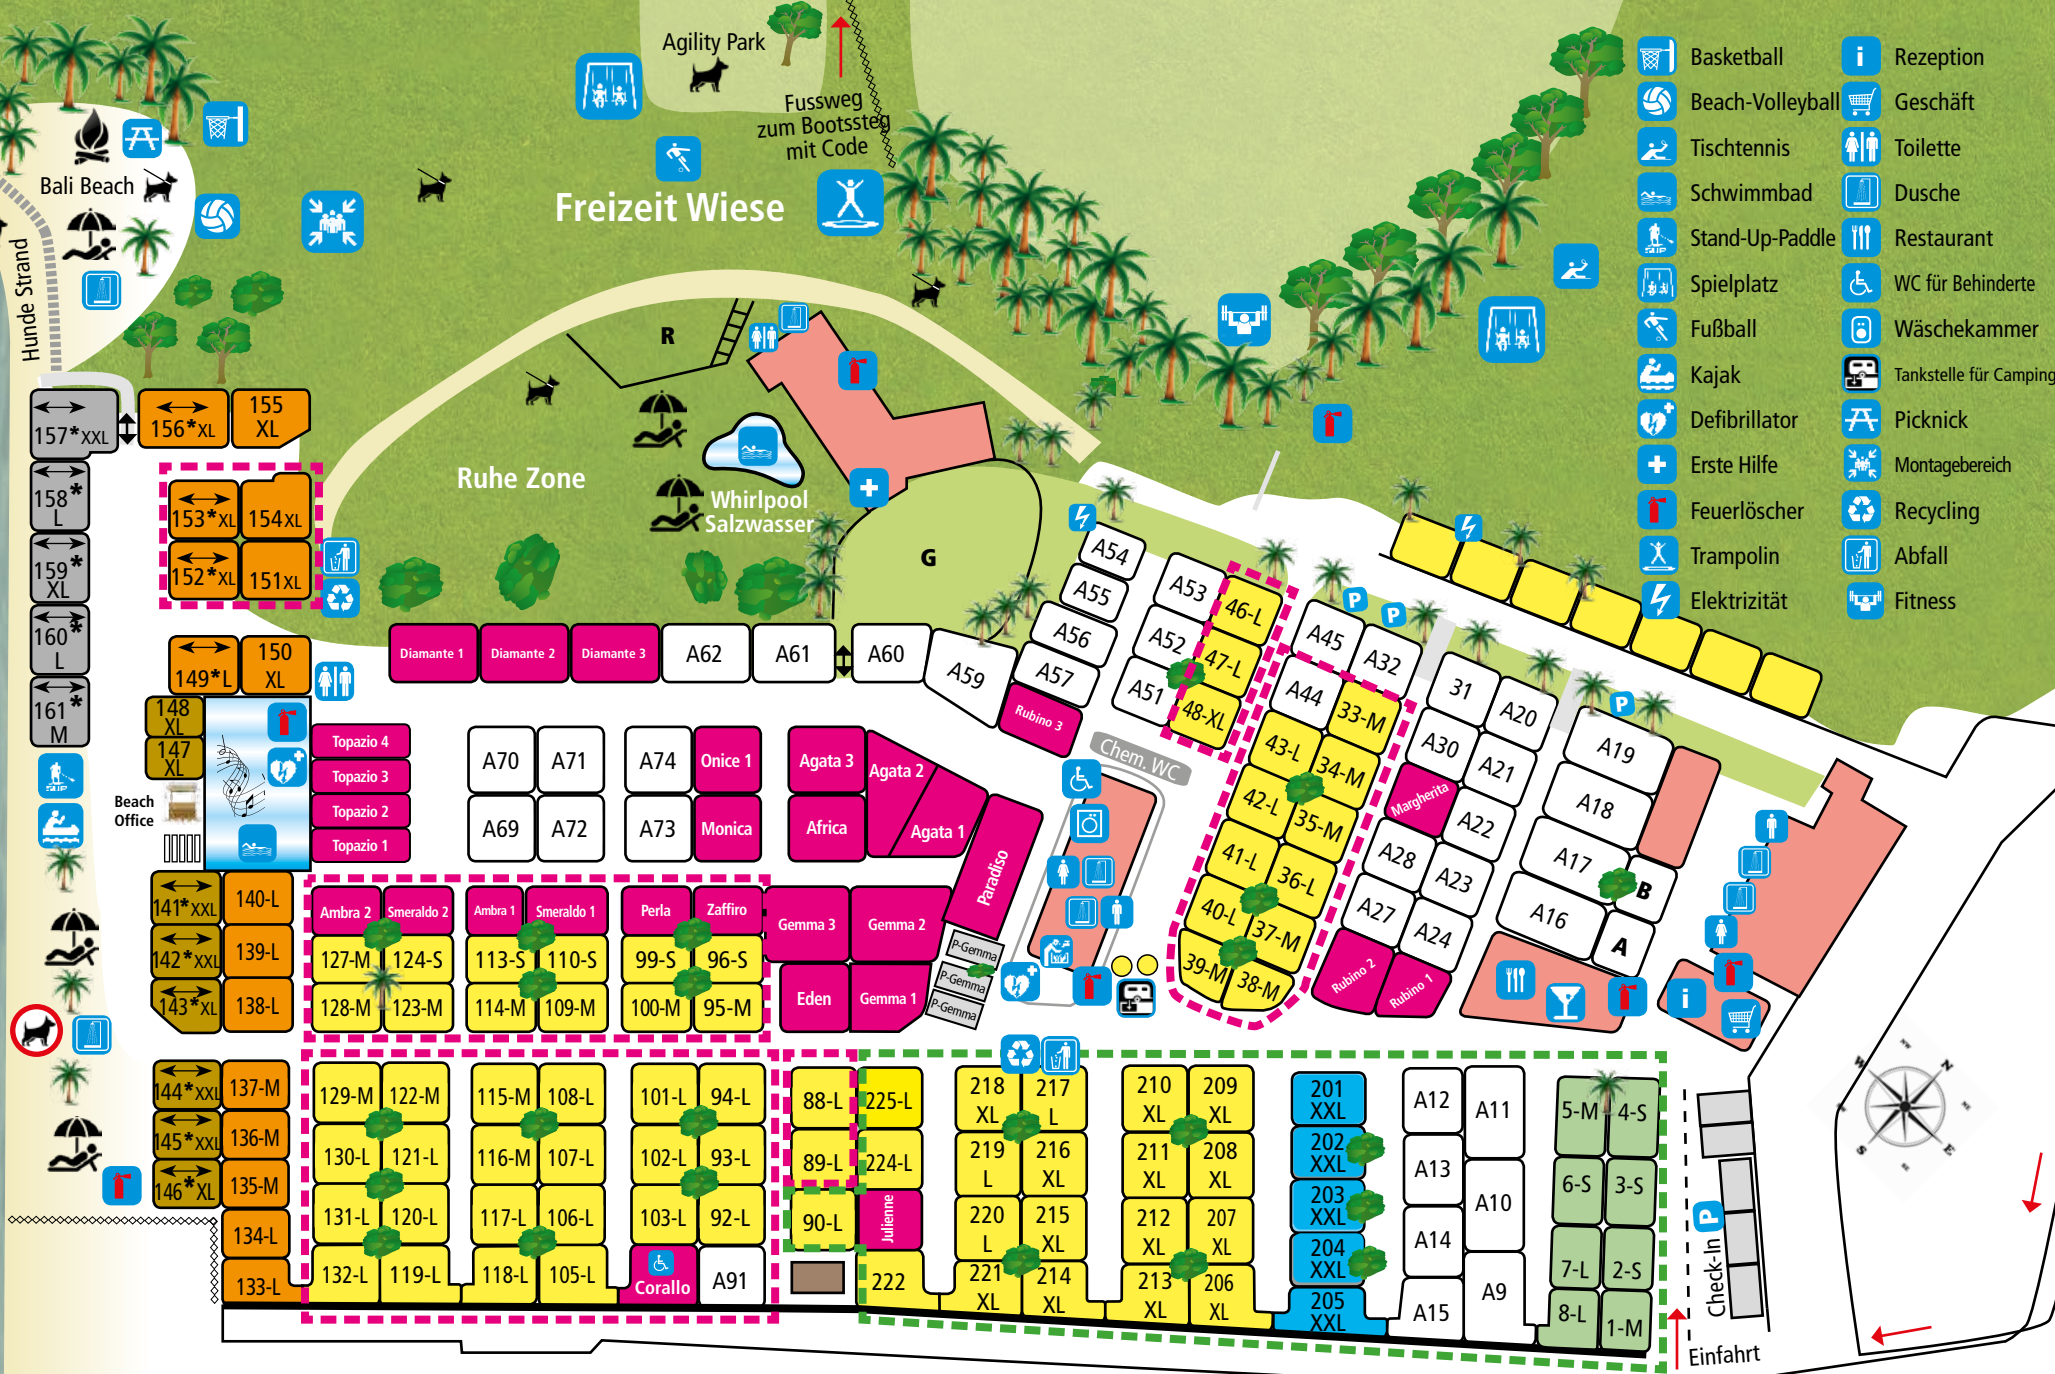 Agility Park
Fussweg
zum Bootssteg
mit Code
Freizeit Wiese
Bali Beach
Hunde Strand
Basketball
Beach-Volleyball
Tischtennis
Schwimmbad
Stand-Up-Paddle
Spielplatz
Fußball
Kajak
Defibrillator
Erste Hilfe
Feuerlöscher
Trampolin
Elektrizität
Rezeption
Geschäft
Toilette
Dusche
Restaurant
WC für Behinderte
Wäschekammer
Tankstelle für Camping
Picknick
Montagebereich
Recycling
Abfall
Fitness
SUP
R
Ruhe Zone
Whirlpool
Salzwasser
G
157*XXL
156*XL
155
XL
158*
L
153*XL
154XL
159*
XL
152*XL
151XL
160*
L
149*L
150
XL
161*
M
148
XL
147
XL
Beach
Office
SUP
Topazio 4
Topazio 3
Topazio 2
Topazio 1
Diamante 1
Diamante 2
Diamante 3
A62
A61
A60
A59
A54
A55
A56
A57
Rubino 3
A53
A52
A51
46-L
47-L
48-XL
A45
A32
A44
33-M
43-L
34-M
42-L
35-M
41-L
36-L
40-L
37-M
39-M
38-M
31
A20
A30
A21
Margherita
A22
A28
A23
A27
A24
Rubino 2
Rubino 1
A19
A18
A17
A16
B
A
P
P
P
Chem. WC
A70
A71
A74
Onice 1
A69
A72
A73
Monica
Agata 3
Agata 2
Africa
Agata 1
Paradiso
141*XXL
140-L
142*XXL
139-L
143*XL
138-L
Ambra 2
Smeraldo 2
Ambra 1
Smeraldo 1
Perla
Zaffiro
Gemma 3
Gemma 2
127-M
124-S
113-S
110-S
99-S
96-S
128-M
123-M
114-M
109-M
100-M
95-M
Eden
Gemma 1
P-Gemma
P-Gemma
P-Gemma
i
144*XXL
137-M
145*XXL
136-M
146*XL
135-M
134-L
133-L
129-M
122-M
115-M
108-L
101-L
94-L
130-L
121-L
116-M
107-L
102-L
93-L
131-L
120-L
117-L
106-L
103-L
92-L
132-L
119-L
118-L
105-L
Corallo
A91
88-L
225-L
89-L
224-L
90-L
Julienne
222
218
XL
217
L
219
L
216
XL
220
L
215
XL
221
XL
214
XL
210
XL
209
XL
211
XL
208
XL
212
XL
207
XL
213
XL
206
XL
201
XXL
202
XXL
203
XXL
204
XXL
205
XXL
A12
A11
A13
A10
A14
A9
A15
5-M
4-S
6-S
3-S
7-L
2-S
8-L
1-M
Check-In P
Einfahrt
N
E
S
W